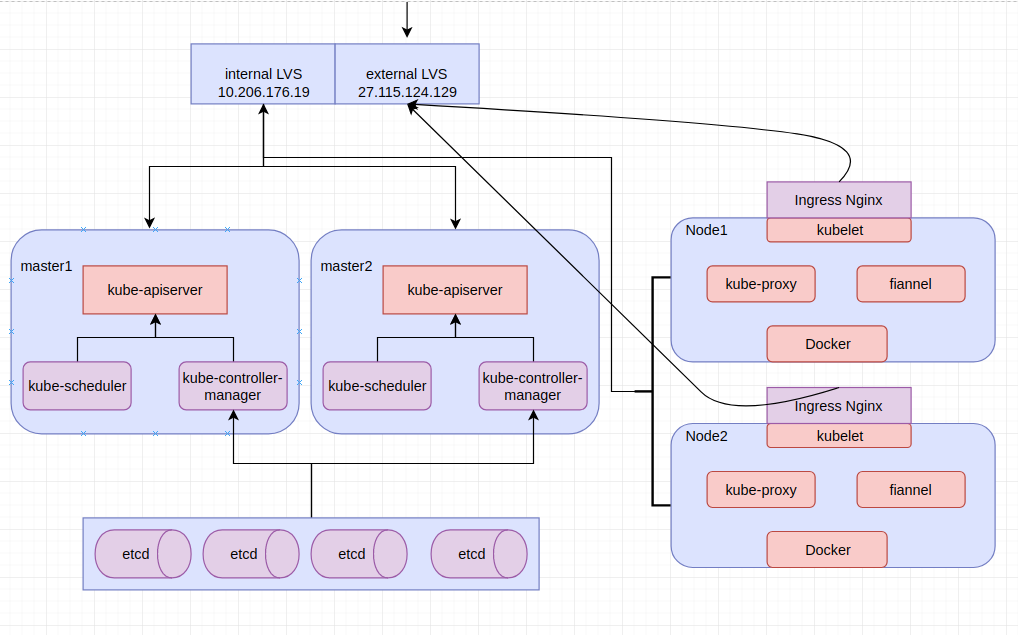 internal LVS
10.206.176.19
external LVS
27.115.124.129
master1
kube-apiserver
kube-scheduler
kube-controller-
manager
master2
kube-apiserver
kube-scheduler
kube-controller-
manager
etcd
etcd
etcd
etcd
Ingress Nginx
Node1
kubelet
kube-proxy
fiannel
Docker
Ingress Nginx
Node2
kubelet
kube-proxy
fiannel
Docker